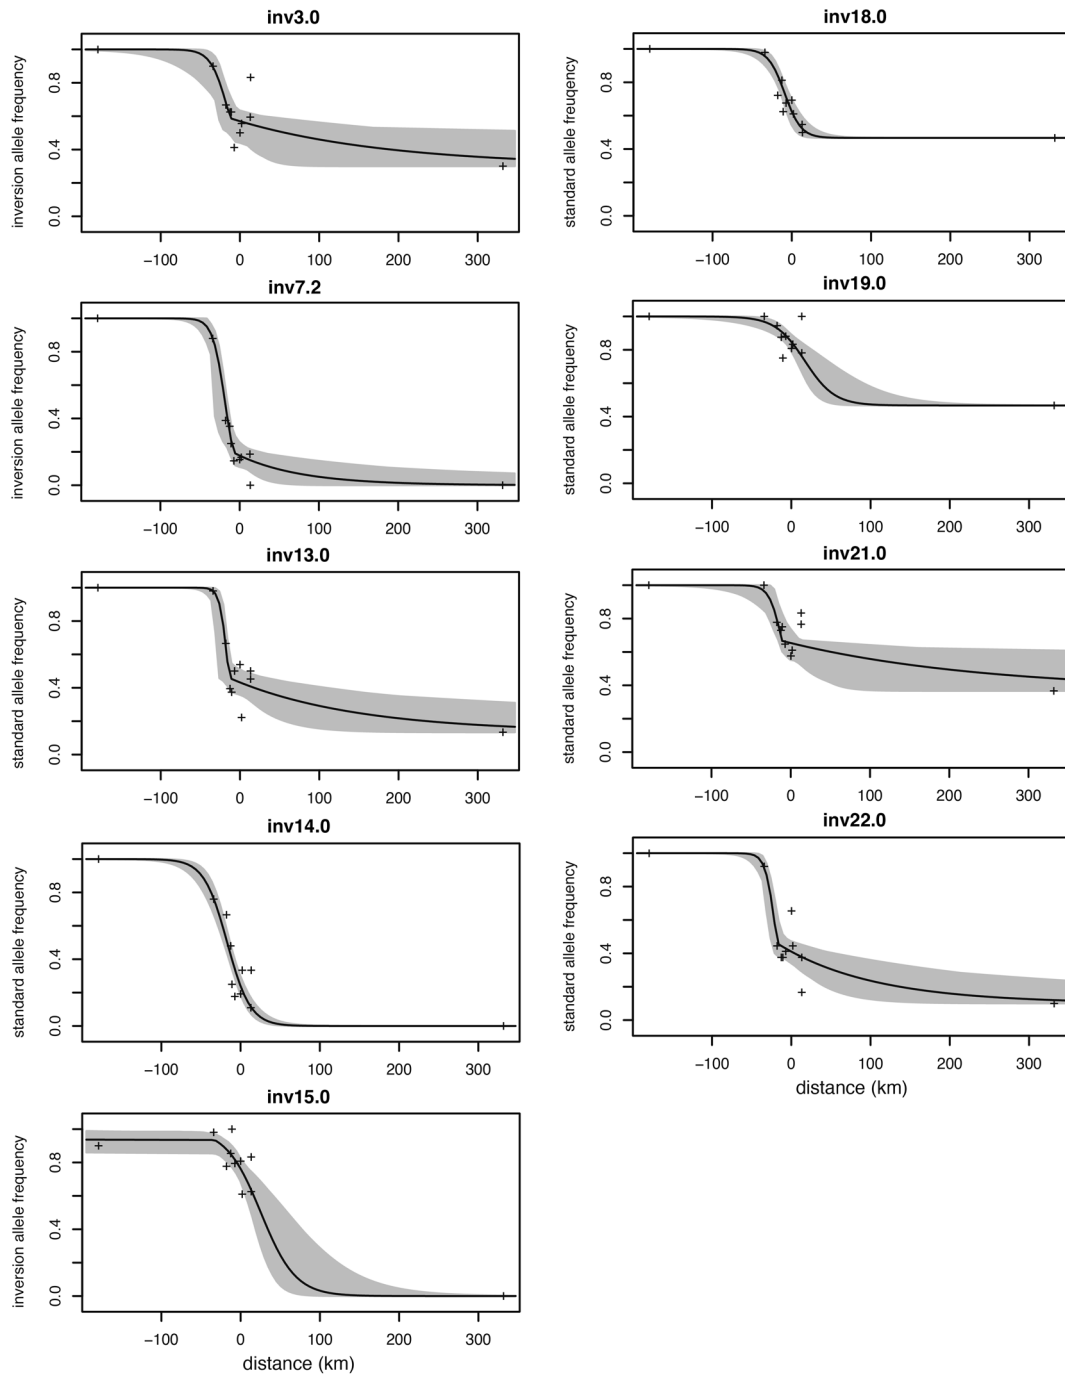 inv3.0
inversion allele frequency
0.0 0.4 0.8
−100 0 100 200 300
inv7.2
inversion allele frequency
0.0 0.4 0.8
−100 0 100 200 300
inv13.0
standard allele frequency
0.0 0.4 0.8
−100 0 100 200 300
inv14.0
standard allele frequency
0.0 0.4 0.8
−100 0 100 200 300
inv15.0
inversion allele frequency
0.0 0.4 0.8
−100 0 100 200 300
distance (km)
inv18.0
standard allele freuqency
0.0 0.4 0.8
−100 0 100 200 300
inv19.0
standard allele frequency
0.0 0.4 0.8
−100 0 100 200 300
inv21.0
standard allele frequency
0.0 0.4 0.8
−100 0 100 200 300
inv22.0
standard allele frequency
0.0 0.4 0.8
−100 0 100 200 300
distance (km)